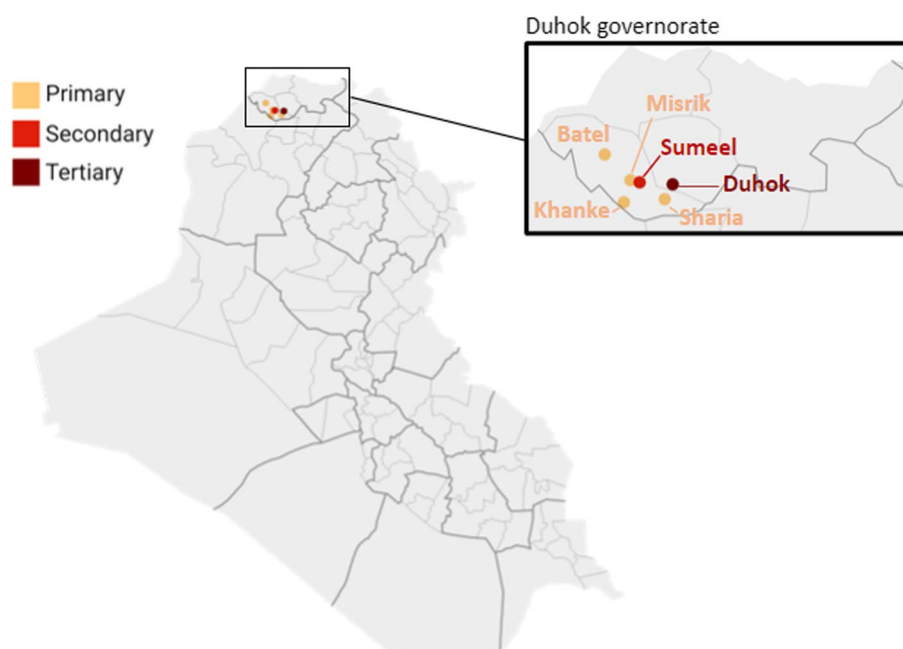 Duhok governorate
Primary
Secondary
Tertiary
Misrik
Batel
Sumeel
Duhok
Khanke
Sharia